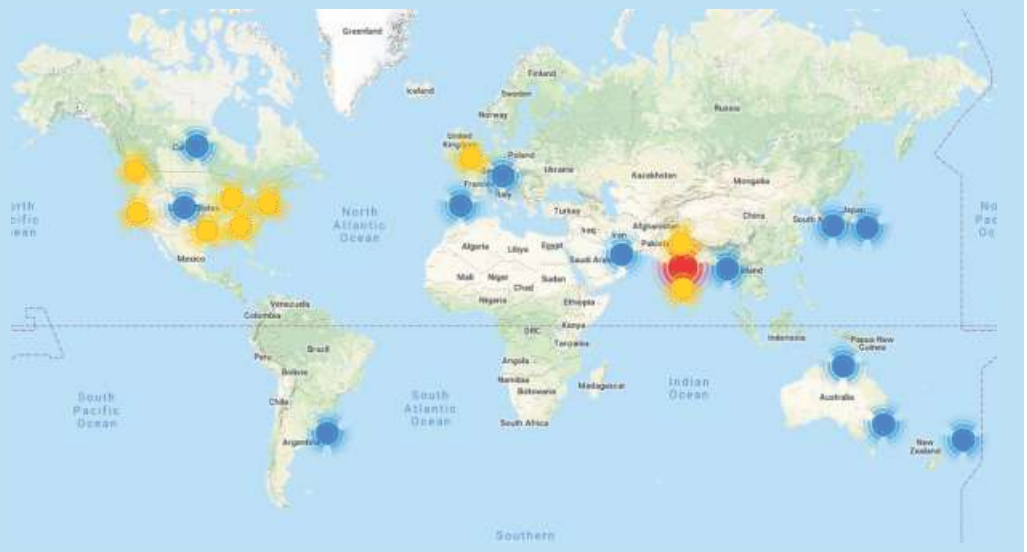 Greenland
Iceland
Finland
Sweden
Norway
Russia
United
Kingdom
Poland
Ukraine
France
Italy
Kazakhstan
Mongolia
North
Atlantic
Ocean
Turkey
China
South
Japan
Afghanistan
Iraq
Iran
Mexico
Algeria
Libya
Egypt
Saudi
Mali
Niger
Sudan
Chad
Nigeria
Ethiopia
Venezuela
Colombia
DRC
Kenya
Tanzania
Indonesia
Papua New
Guinea
Peru
Brazil
Bolivia
Angola
Namibia
Botswana
Madagascar
South
Pacific
Ocean
South
Atlantic
Ocean
Indian
Ocean
Chile
Australia
South Africa
Argentina
New
Zealand
Southern